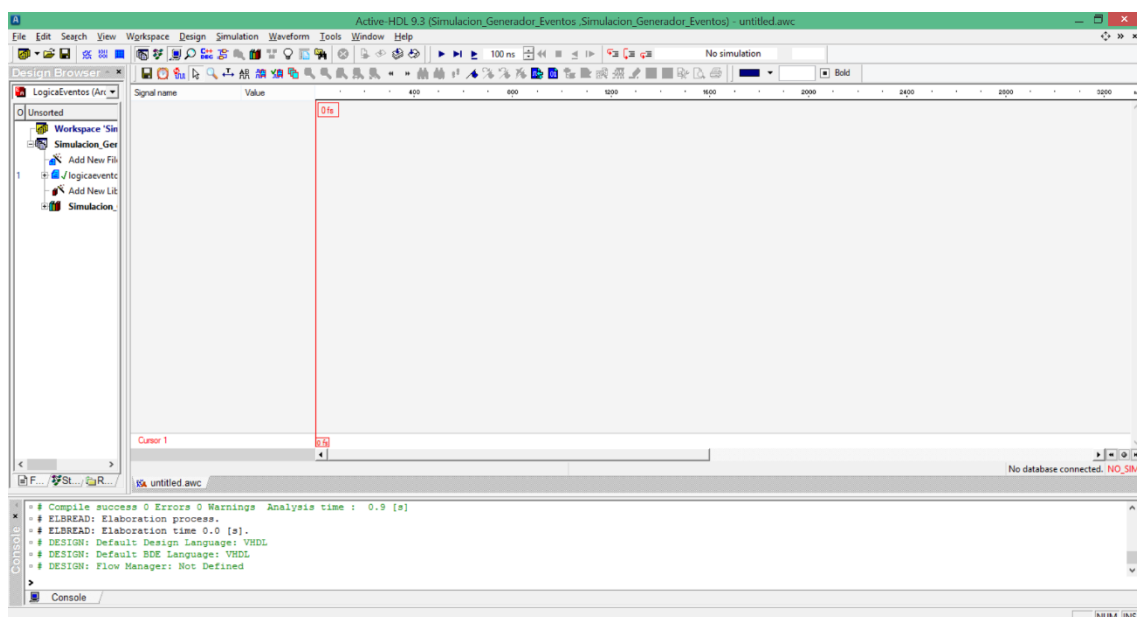 Active-HDL 9.3 (Simulacion_Generador_Eventos ,Simulacion_Generador_Eventos) - untitled.awc
File Edit Search View Workspace Design Simulation Waveform Tools Window Help
100 ns No simulation
Design Browser Bold
LogicaEventos (Arc Signal name Value 400 800 1200 1600 2000 2400 2800 3200
0 fs
Unsorted
Workspace 'Sin
Simulacion_Ger
Add New File
1 logicaevento
Add New Lib
Simulacion_
Cursor 1 0 fs
No database connected. NO_SIM
F... St... R... untitled.awc
# Compile success 0 Errors 0 Warnings Analysis time : 0.9 [s]
# ELBREAD: Elaboration process.
# ELBREAD: Elaboration time 0.0 [s].
# DESIGN: Default Design Language: VHDL
# DESIGN: Default BDE Language: VHDL
# DESIGN: Flow Manager: Not Defined
>
Console
Console
NUM INS